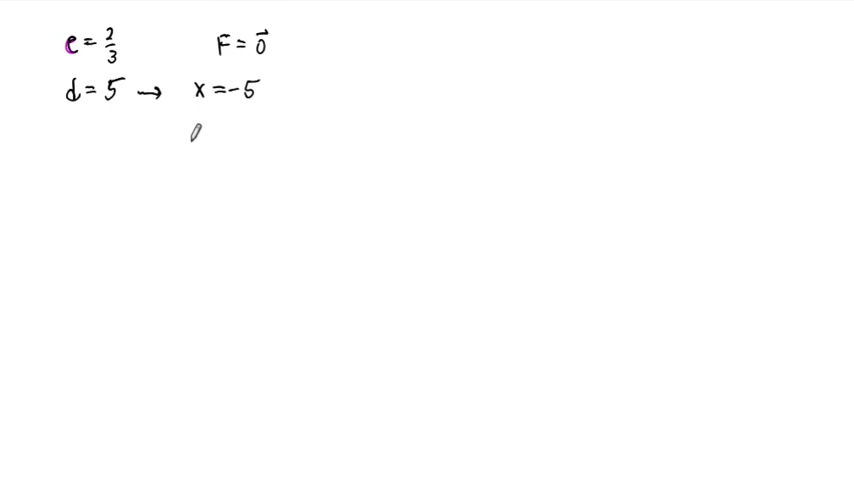 e = 2/3 F = 0⃗
d = 5 → x = -5